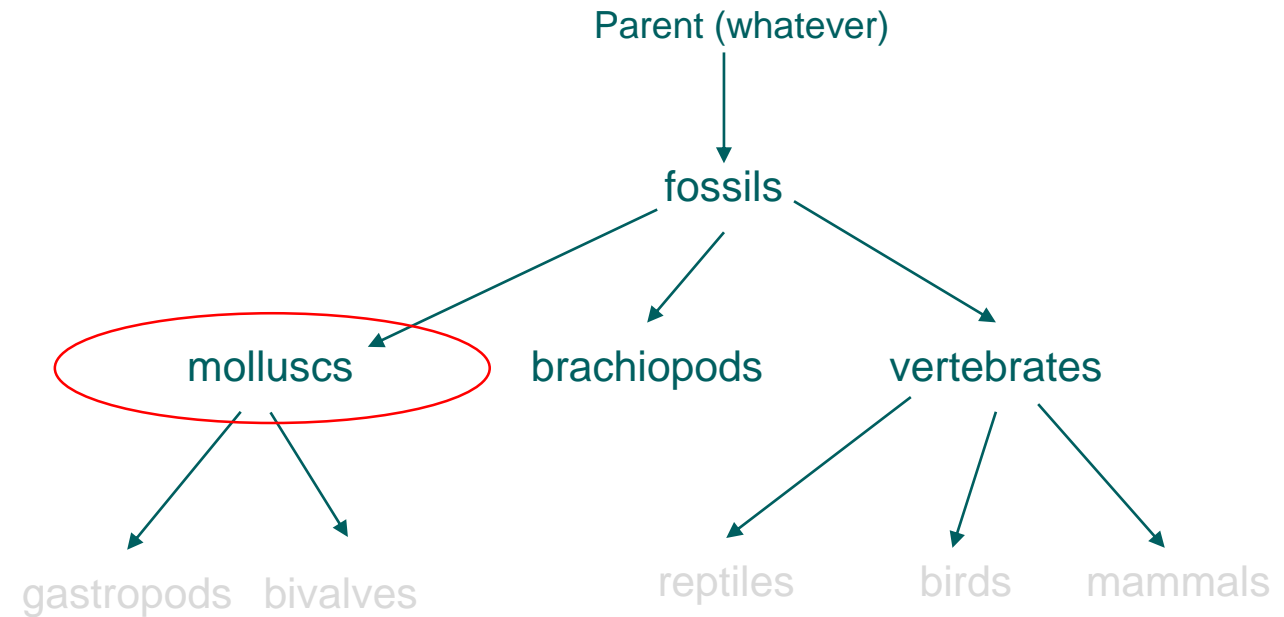 Parent (whatever)
fossils
molluscs brachiopods vertebrates
gastropods bivalves reptiles birds mammals